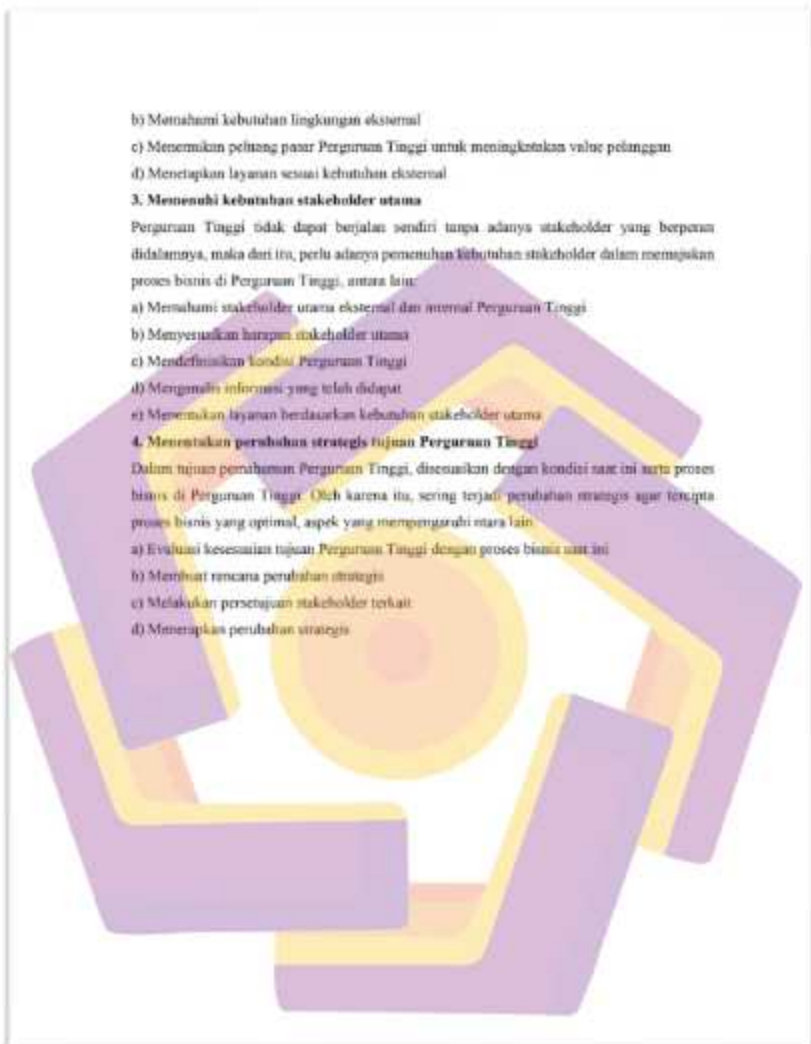 b) Memahami kebutuhan lingkungan eksternal
c) Menemukan peluang pasar Perguruan Tinggi untuk meningkatakan value pelanggan
d) Menetapkan layanan sesuai kebutuhan eksternal
3. Memenuhi kebutuhan stakeholder utama
Perguruan Tinggi tidak dapat berjalan sendiri tanpa adanya stakeholder yang berperan
didalamnya, maka dari itu, perlu adanya pemenuhan kebutuhan stakeholder dalam memajukan
proses bisnis di Perguruan Tinggi, antara lain:
a) Memahami stakeholder utama eksternal dan internal Perguruan Tinggi
b) Menyesuaikan harapan stakeholder utama
c) Mendefinisikan kondisi Perguruan Tinggi
d) Menganalis informasi yang telah didapat
e) Menentukan layanan berdasarkan kebutuhan stakeholder utama
4. Menentukan perubahan strategis tujuan Perguruan Tinggi
Dalam tujuan pemahaman Perguruan Tinggi, disesuaikan dengan kondisi saat ini serta proses
bisnis di Perguruan Tinggi. Oleh karena itu, sering terjadi perubahan strategis agar tercipta
proses bisnis yang optimal, aspek yang mempengaruhi ntara lain:
a) Evaluasi kesesuaian tujuan Perguruan Tinggi dengan proses bisnis saat ini
b) Membuat rencana perubahan strategis
c) Melakukan persetujuan stakeholder terkait
d) Menerapkan perubahan strategis